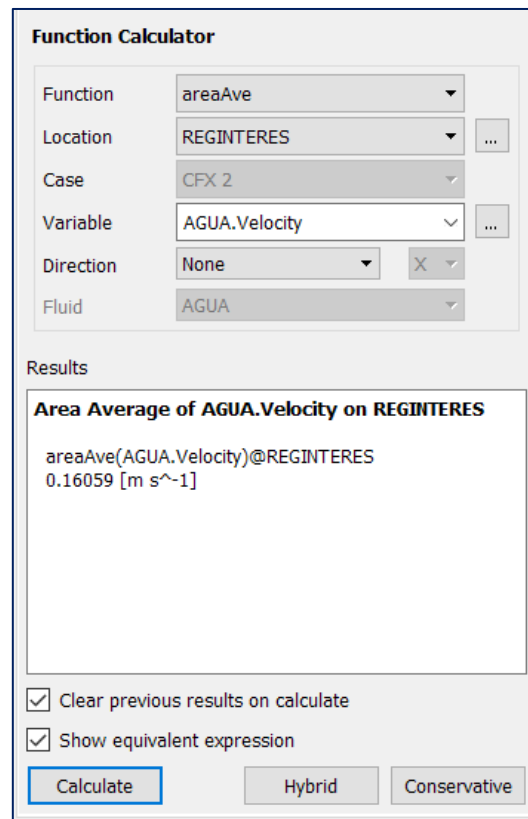 Function Calculator
Function areaAve
Location REGINTERES ...
Case CFX 2
Variable AGUA.Velocity ...
Direction None X
Fluid AGUA
Results
Area Average of AGUA.Velocity on REGINTERES
areaAve(AGUA.Velocity)@REGINTERES
0.16059 [m s^-1]
Clear previous results on calculate
Show equivalent expression
Calculate Hybrid Conservative